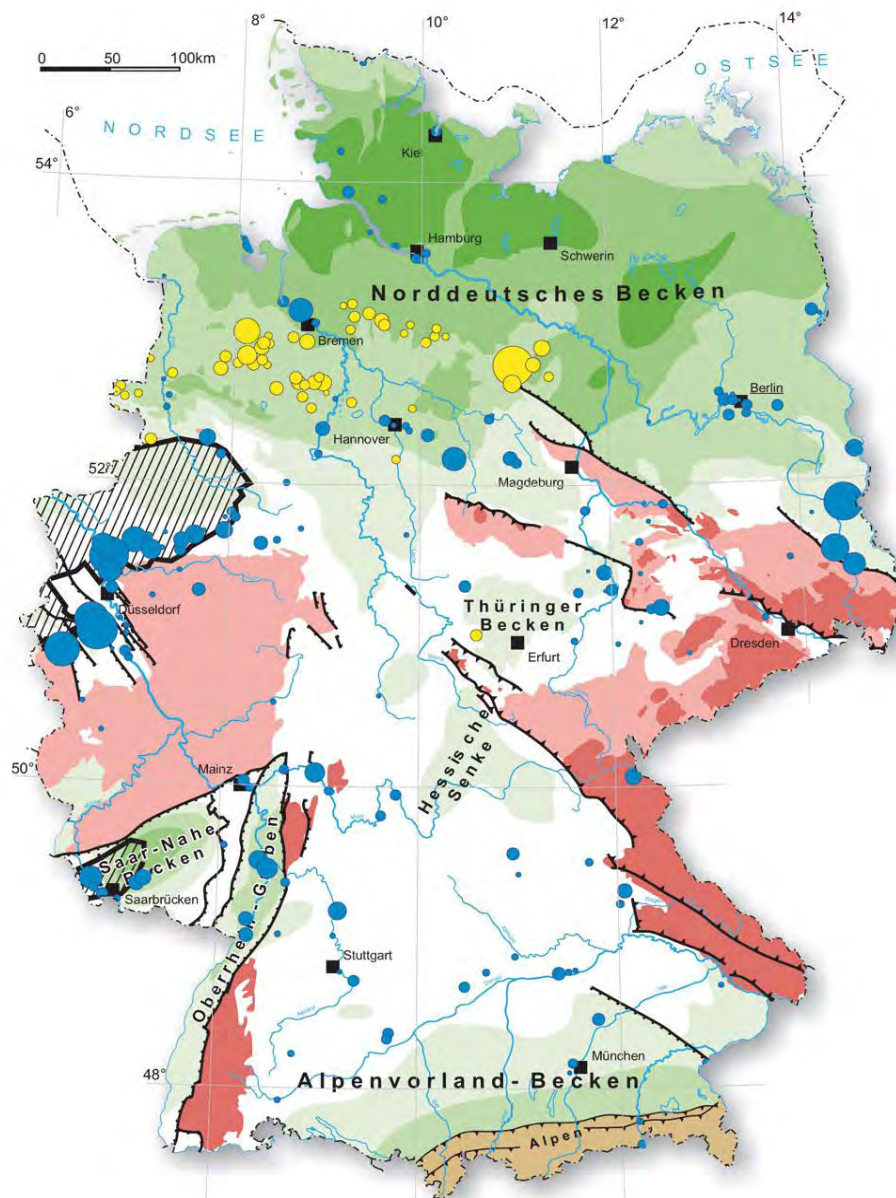 8°
10°
12°
14°
0 50 100km
OSTSEE
6°
NORDSEE
54°
Kiel
Hamburg
Schwerin
Norddeutsches Becken
Bremen
Berlin
Hannover
52°
Magdeburg
Düsseldorf
Thüringer
Becken
Erfurt
Dresden
Hessische
Senke
50°
Mainz
Saar-Nahe
Becken
Saarbrücken
Oberrhein-Graben
Stuttgart
München
48°
Alpenvorland-Becken
Alpen